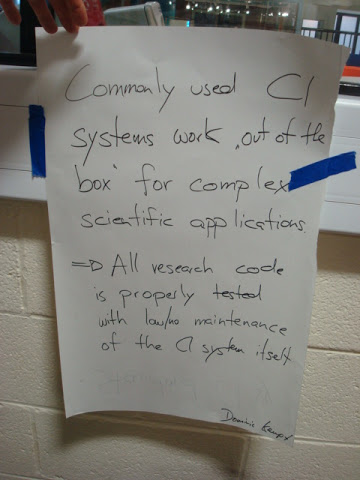 Commonly used CI
systems work „out of the
box‘ for complex
scientific applications.
=D All research code
is properly tested
with low/no maintenance
of the CI system itself
Dominic Kempf